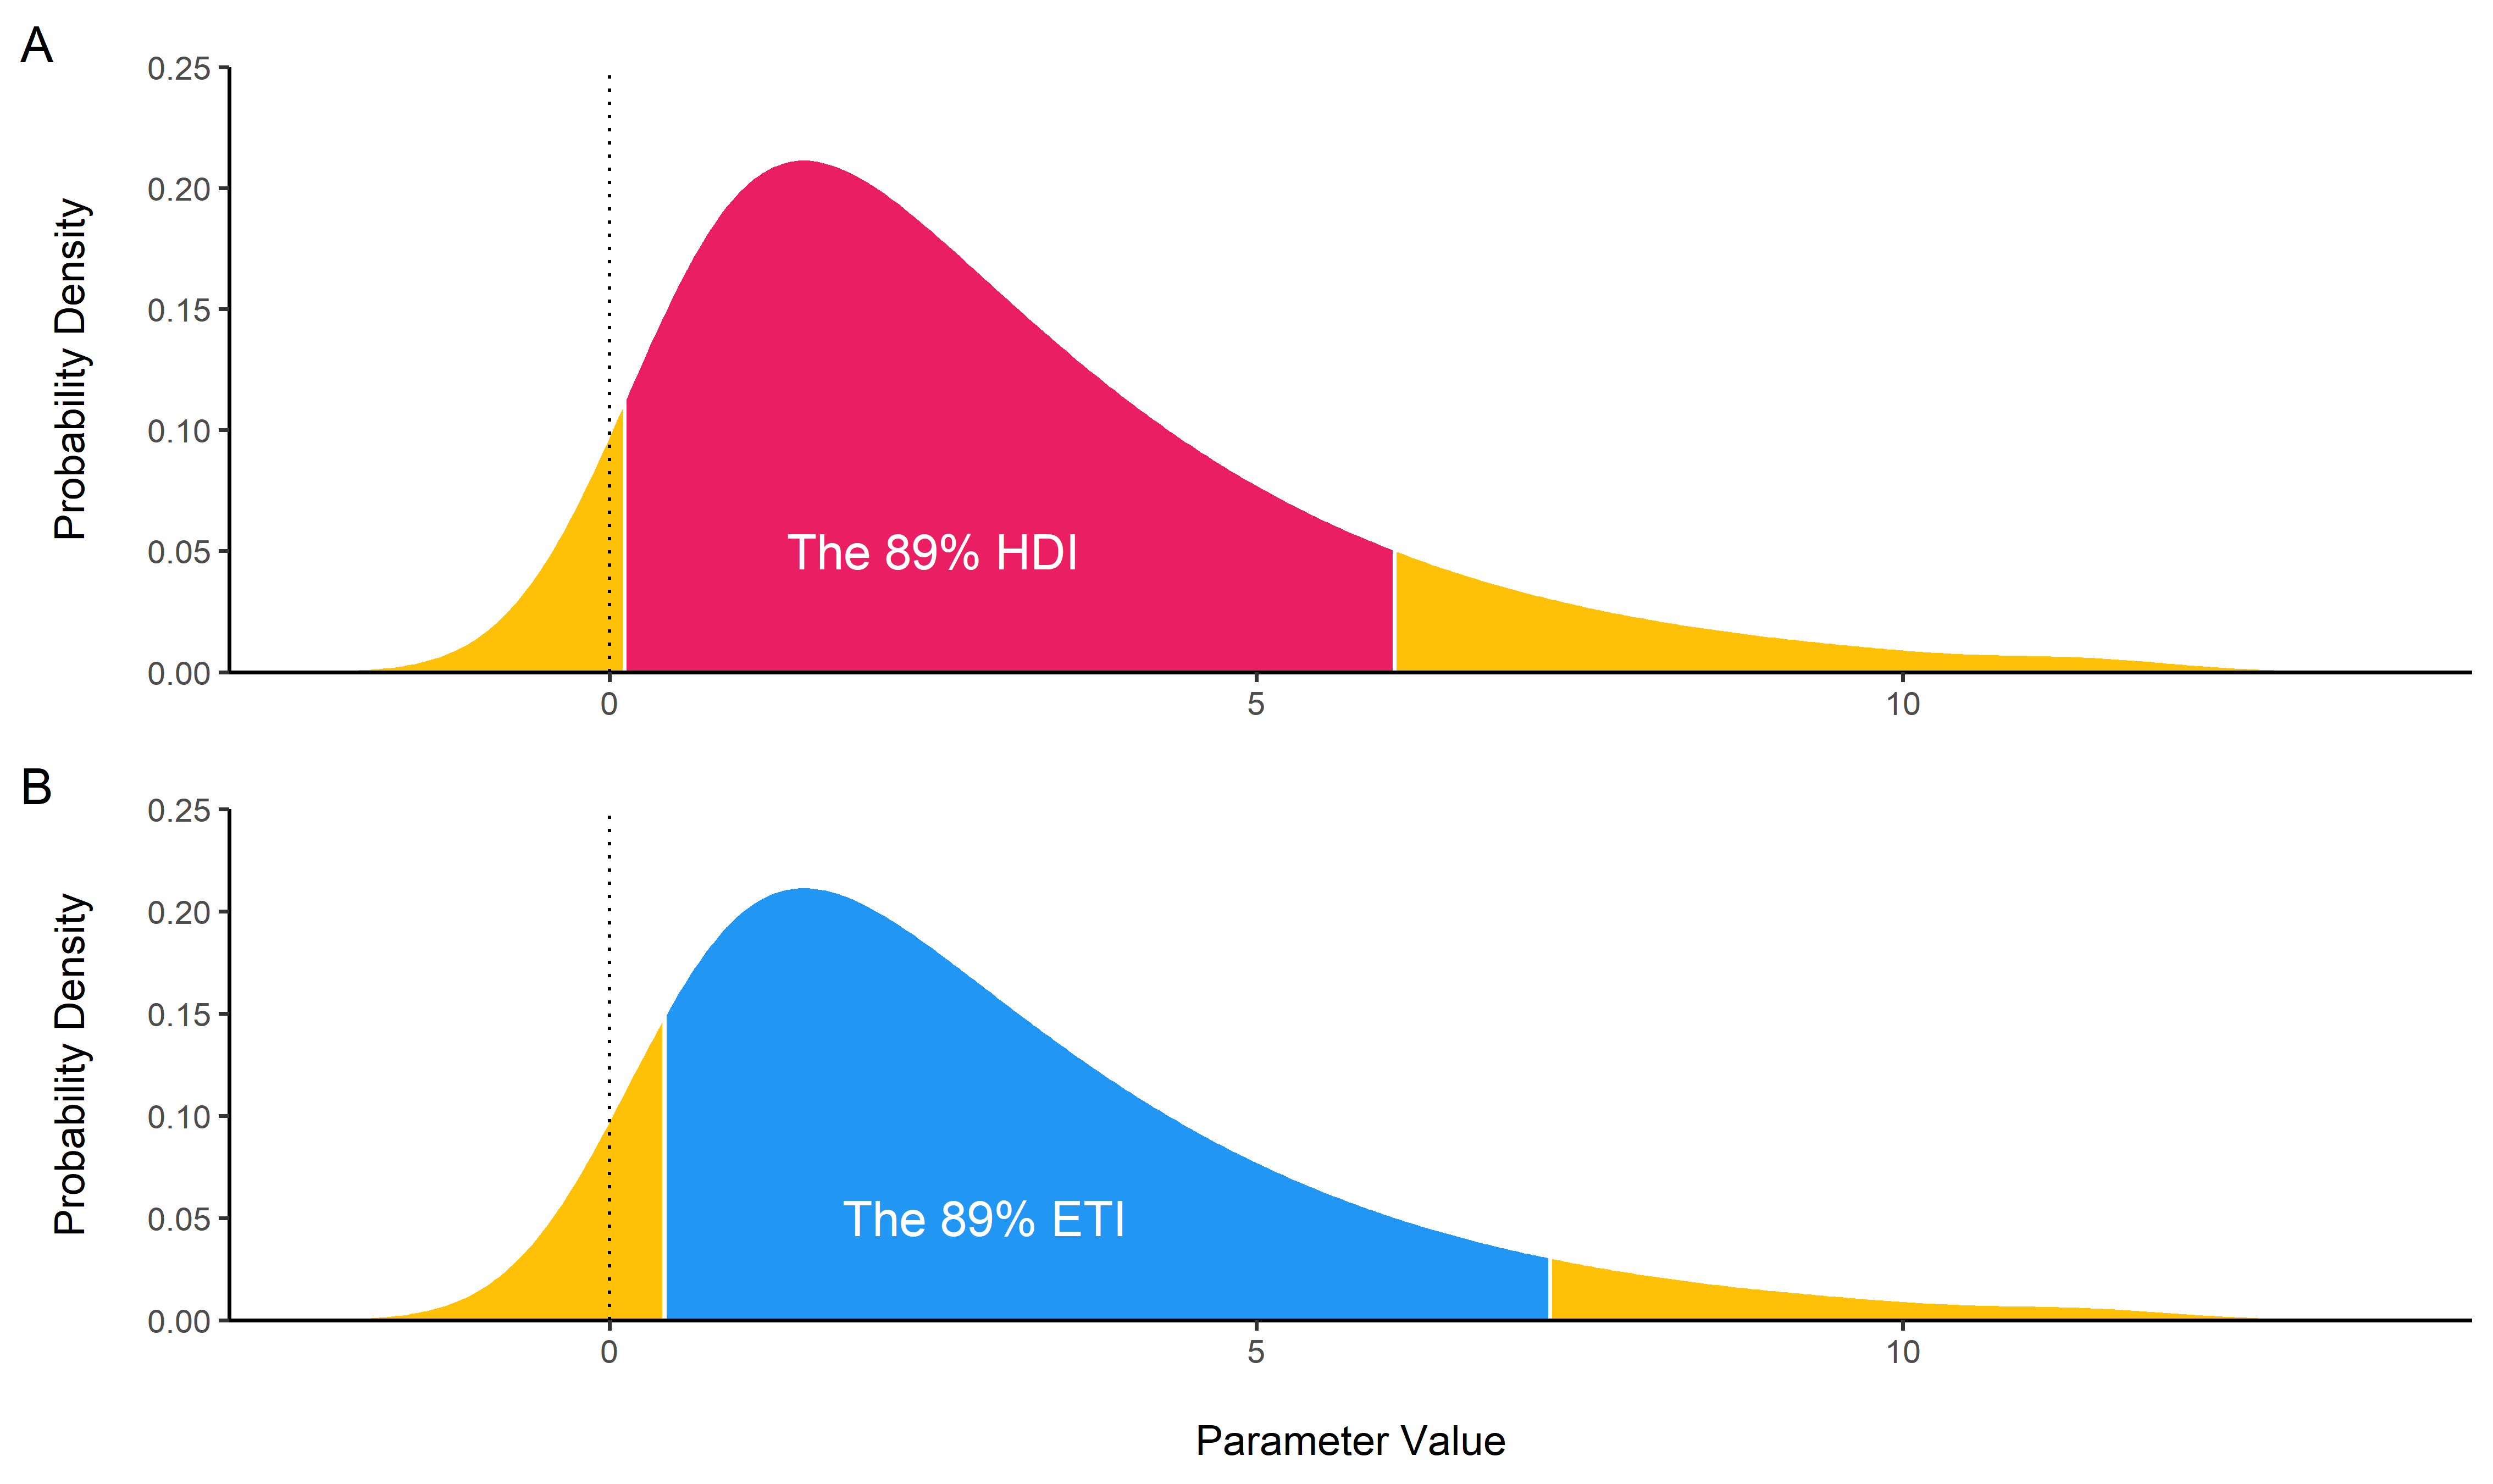 A
0.25
0.20
0.15
0.10
0.05
0.00
Probability Density
The 89% HDI
0 5 10
B
0.25
0.20
0.15
0.10
0.05
0.00
Probability Density
The 89% ETI
0 5 10
Parameter Value